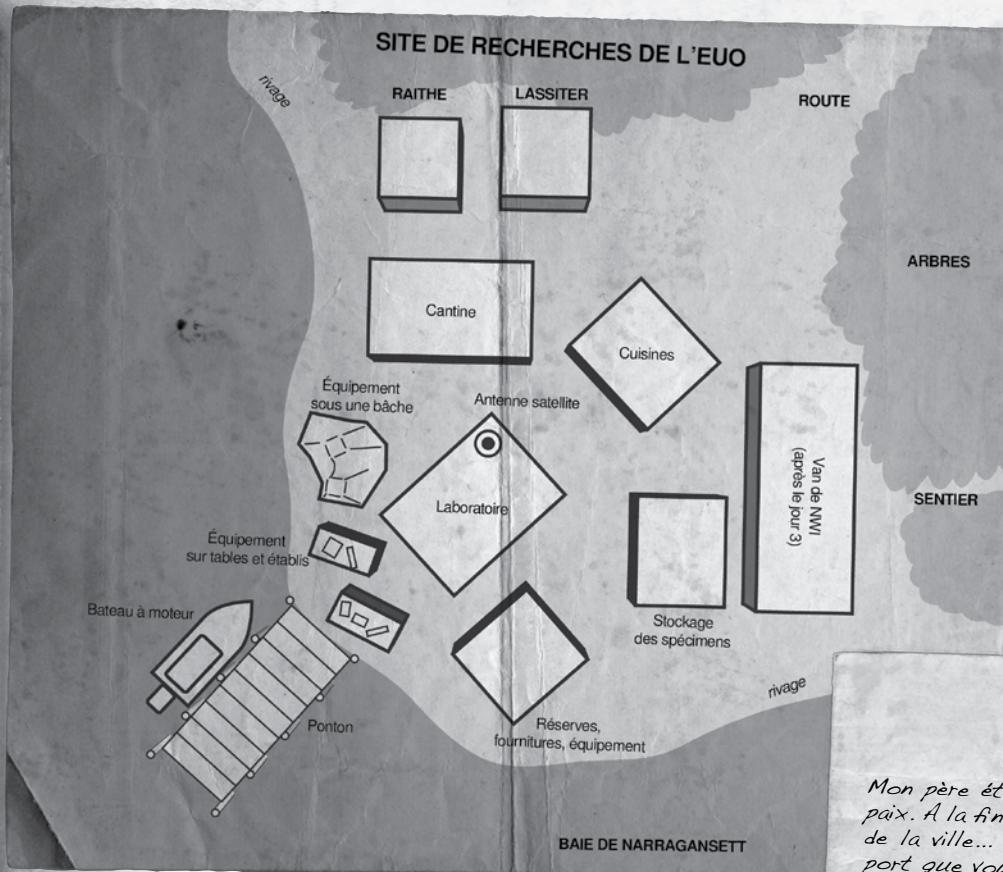 SITE DE RECHERCHES DE L'EUO
rivage
RAITHE
LASSITER
ROUTE
ARBRES
Cantine
Cuisines
Équipement
sous une bâche
Antenne satellite
Van de NWI
(après le jour 3)
Laboratoire
SENTIER
Équipement
sur tables et établis
Bateau à moteur
Stockage
des spécimens
rivage
Ponton
Réserves,
fournitures, équipement
BAIE DE NARRAGANSETT
Mon père ét
paix. À la fin
de la ville...
port que vou